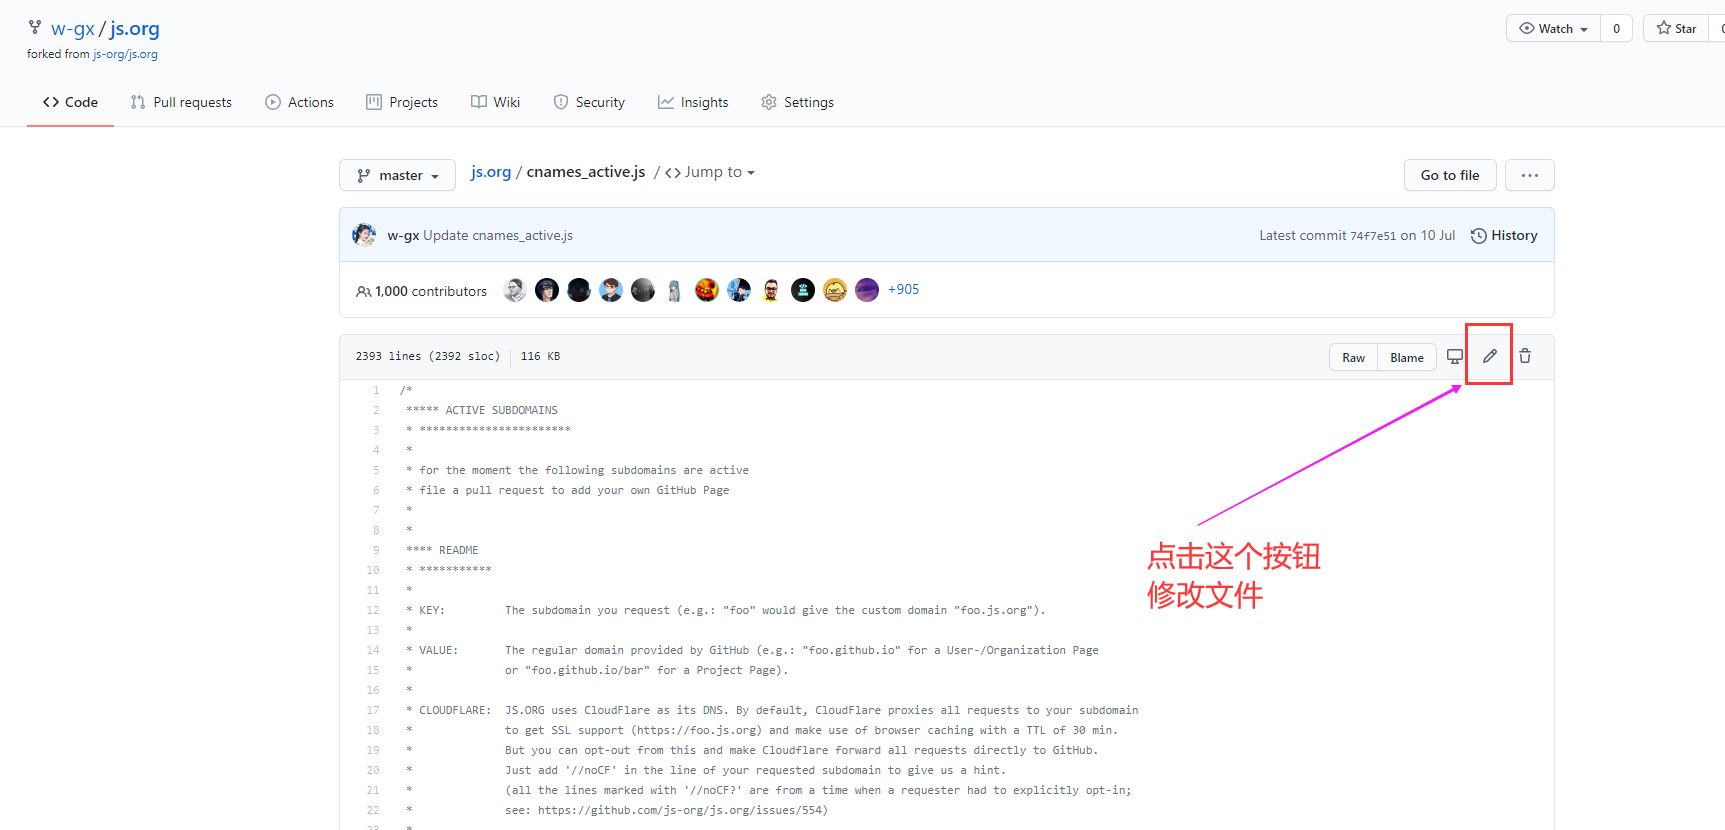 w-gx / js.org
forked from js-org/js.org
Watch 0
Star
Code Pull requests Actions Projects Wiki Security Insights Settings
master js.org / cnames_active.js / <> Jump to Go to file ...
w-gx Update cnames_active.js Latest commit 74f7e51 on 10 Jul History
1,000 contributors +905
2393 lines (2392 sloc) 116 KB Raw Blame
1 /*
2 ***** ACTIVE SUBDOMAINS
3 * ***********************
4 *
5 * for the moment the following subdomains are active
6 * file a pull request to add your own GitHub Page
7 *
8 *
9 **** README
10 * ***********
11 *
12 * KEY: The subdomain you request (e.g.: "foo" would give the custom domain "foo.js.org").
13 *
14 * VALUE: The regular domain provided by GitHub (e.g.: "foo.github.io" for a User-/Organization Page
15 * or "foo.github.io/bar" for a Project Page).
16 *
17 * CLOUDFLARE: JS.ORG uses CloudFlare as its DNS. By default, CloudFlare proxies all requests to your subdomain
18 * to get SSL support (https://foo.js.org) and make use of browser caching with a TTL of 30 min.
19 * But you can opt-out from this and make Cloudflare forward all requests directly to GitHub.
20 * Just add '//noCF' in the line of your requested subdomain to give us a hint.
21 * (all the lines marked with '//noCF?' are from a time when a requester had to explicitly opt-in;
22 * see: https://github.com/js-org/js.org/issues/554)
23 *
点击这个按钮
修改文件